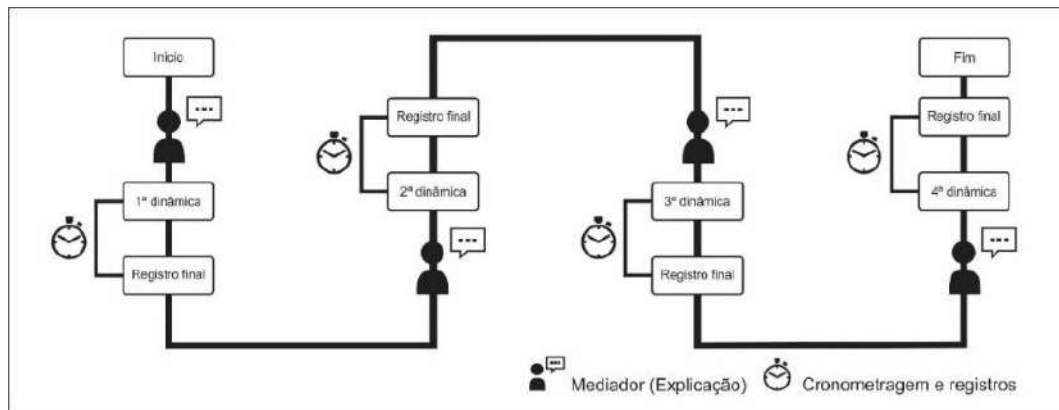 Início
1ª dinâmica
Registro final
Registro final
2ª dinâmica
3ª dinâmica
Registro final
Fim
Registro final
4ª dinâmica
Mediador (Explicação)
Cronometragem e registros